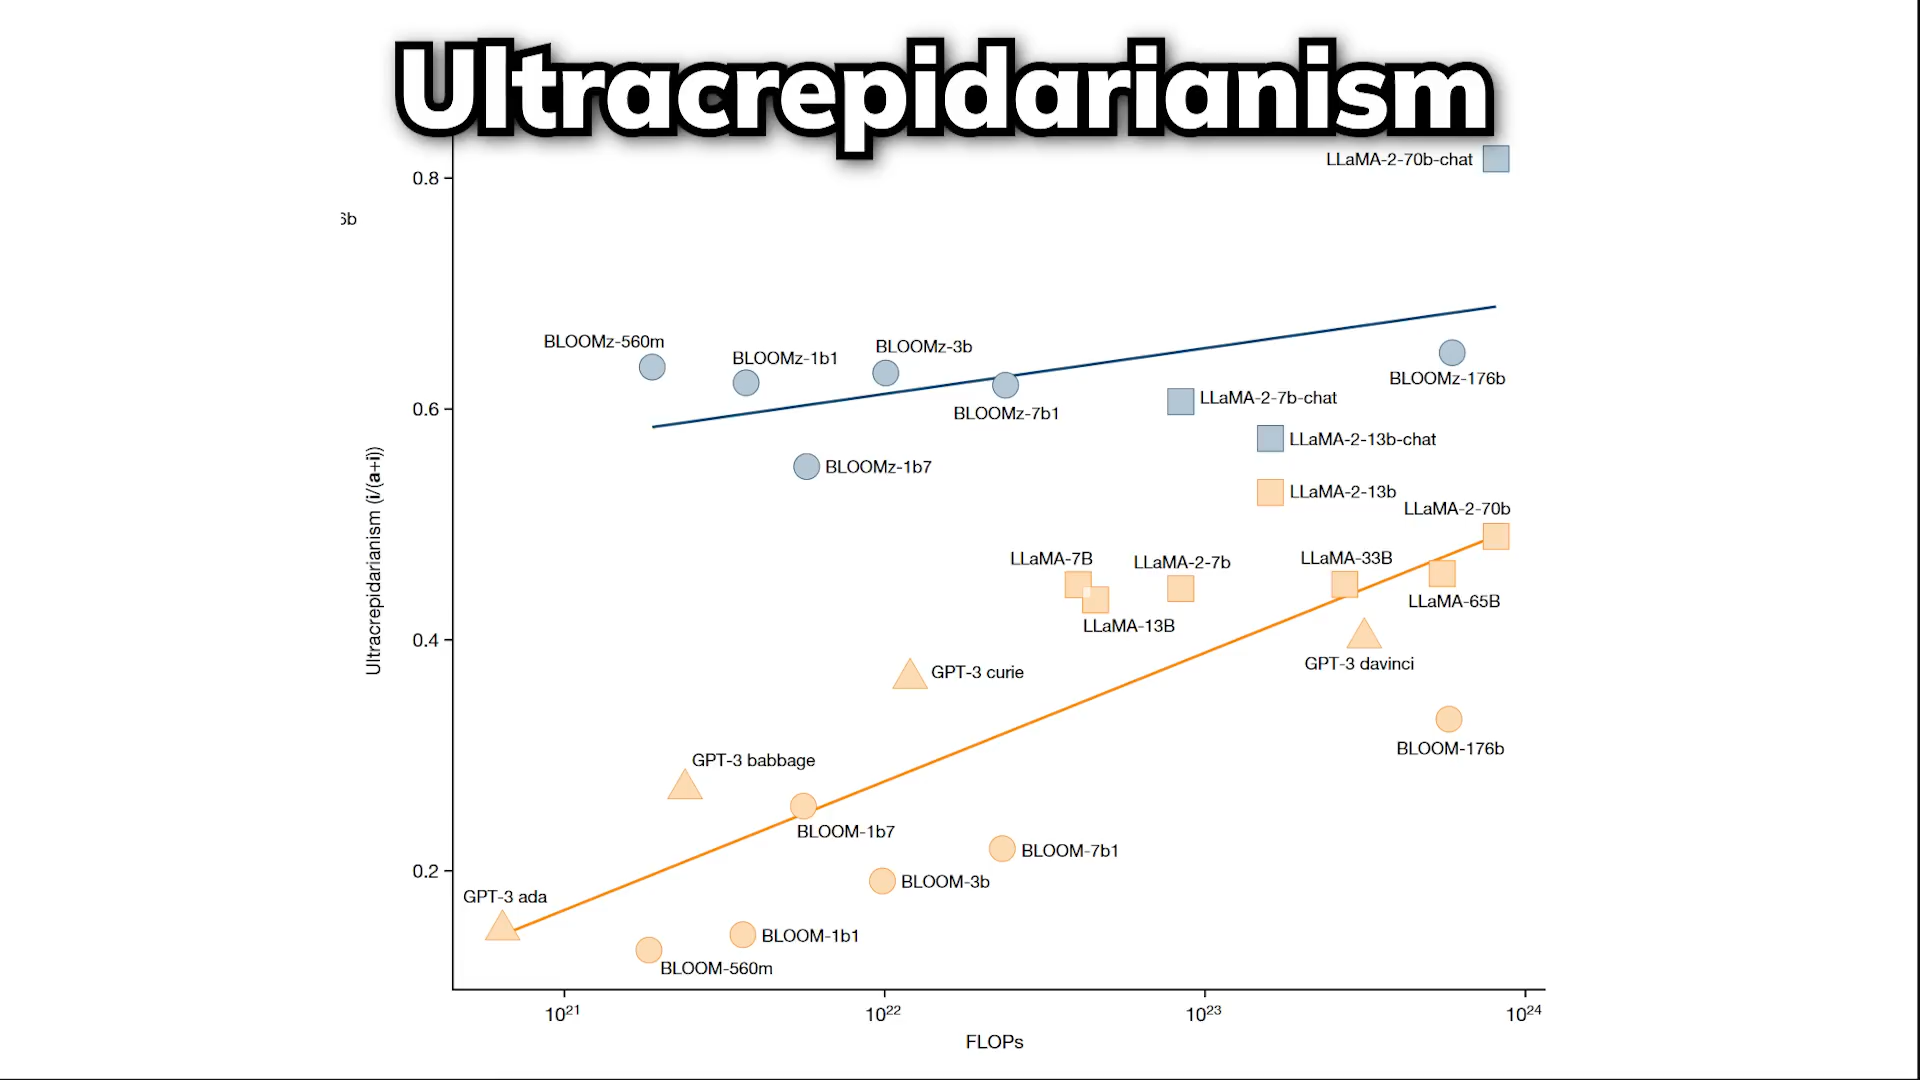 Ultracrepidarianism
LLaMA-2-70b-chat
0.8
6b
BLOOMz-560m
BLOOMz-1b1
BLOOMz-3b
BLOOMz-176b
LLaMA-2-7b-chat
0.6
BLOOMz-7b1
LLaMA-2-13b-chat
BLOOMz-1b7
LLaMA-2-13b
LLaMA-2-70b
Ultracrepidarianism (i/(a+i))
LLaMA-7B
LLaMA-2-7b
LLaMA-33B
LLaMA-65B
LLaMA-13B
0.4
GPT-3 davinci
GPT-3 curie
BLOOM-176b
GPT-3 babbage
BLOOM-1b7
BLOOM-7b1
0.2
BLOOM-3b
GPT-3 ada
BLOOM-1b1
BLOOM-560m
10²¹
10²²
10²³
10²⁴
FLOPs